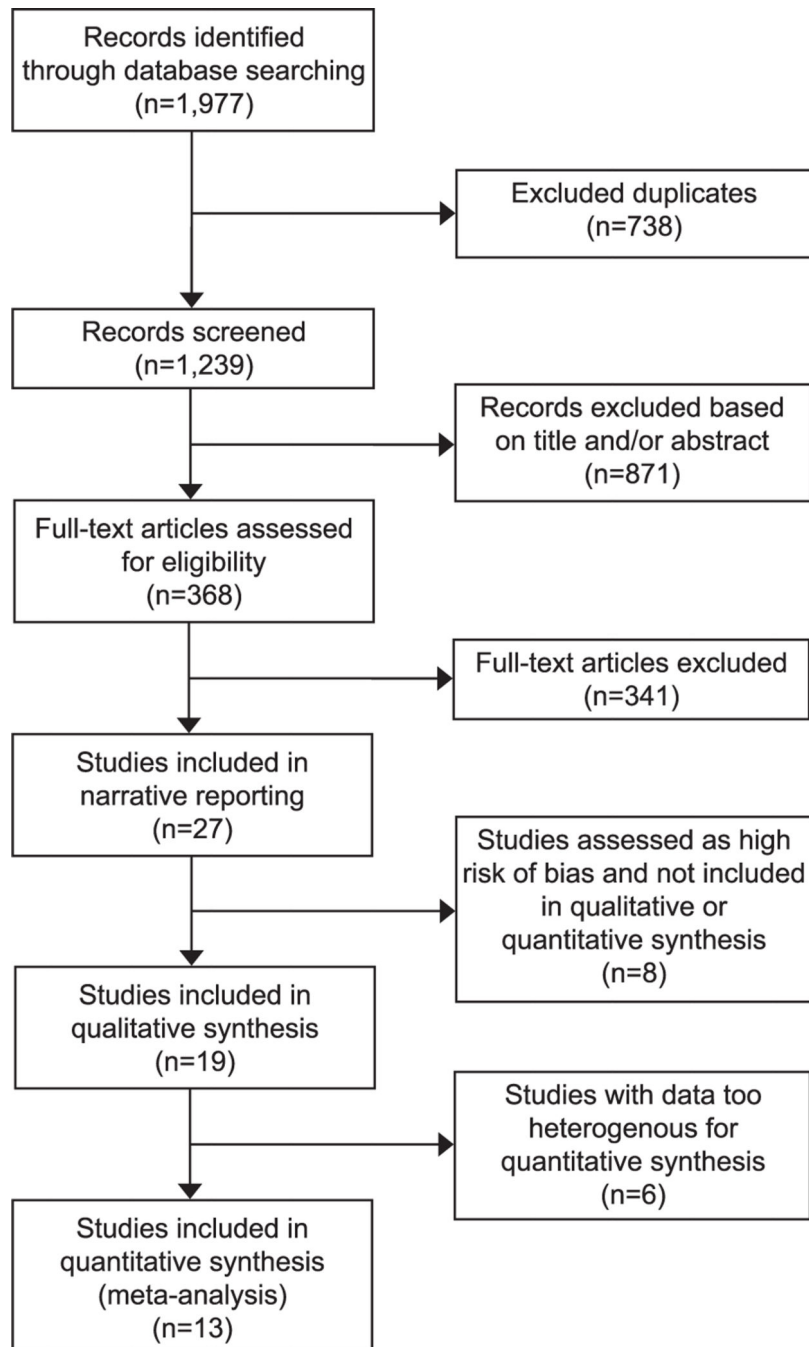 Records identified
through database searching
(n=1,977)
Excluded duplicates
(n=738)
Records screened
(n=1,239)
Records excluded based
on title and/or abstract
(n=871)
Full-text articles assessed
for eligibility
(n=368)
Full-text articles excluded
(n=341)
Studies included in
narrative reporting
(n=27)
Studies assessed as high
risk of bias and not included
in qualitative or
quantitative synthesis
(n=8)
Studies included in
qualitative synthesis
(n=19)
Studies with data too
heterogenous for
quantitative synthesis
(n=6)
Studies included in
quantitative synthesis
(meta-analysis)
(n=13)